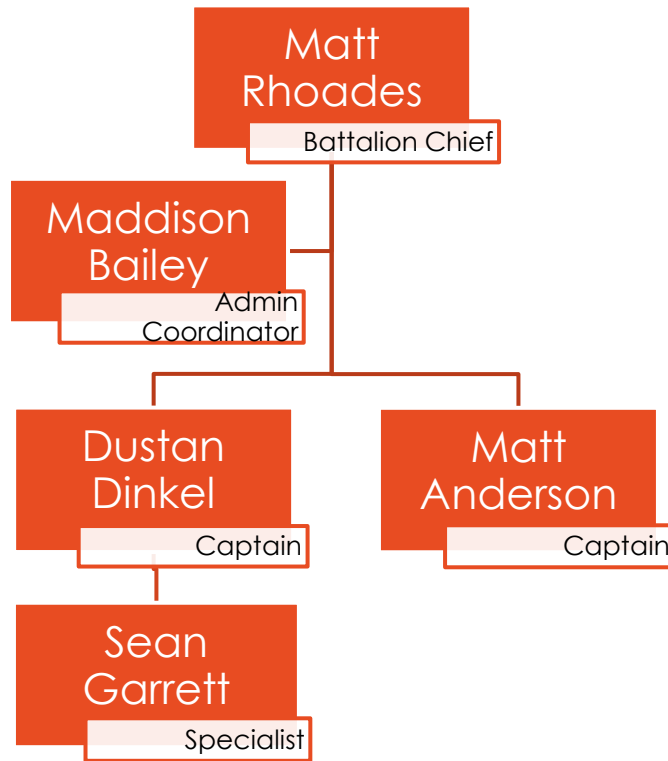 Matt
Rhoades
Battalion Chief
Maddison
Bailey
Admin
Coordinator
Dustan
Dinkel
Captain
Matt
Anderson
Captain
Sean
Garrett
Specialist